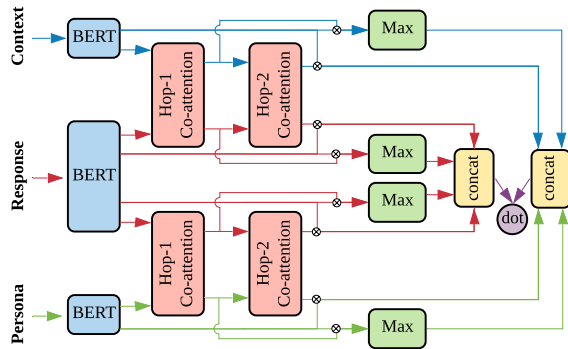 Context
BERT
Max
Hop-1
Co-attention
Hop-2
Co-attention
Response
BERT
Max
Max
concat
concat
dot
Hop-1
Co-attention
Hop-2
Co-attention
Persona
BERT
Max